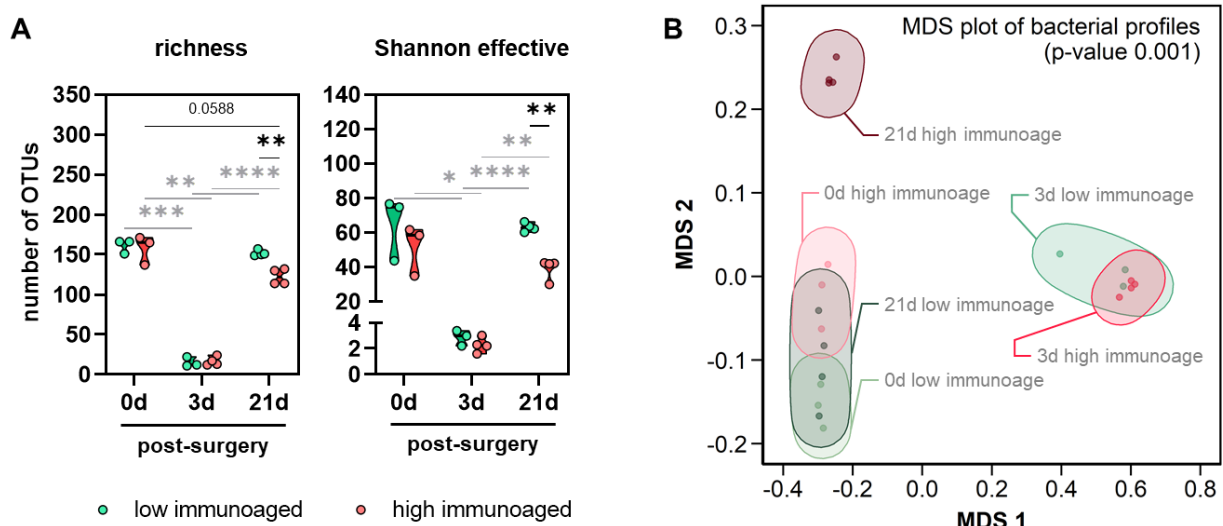 A
richness
Shannon effective
number of OTUs
350
300
250
200
150
100
50
0
0.0588
**
****
**
***
0d
3d
21d
post-surgery
140
120
100
80
60
40
20
4
2
0
**
**
****
*
0d
3d
21d
post-surgery
low immunoaged
high immunoaged
B
MDS plot of bacterial profiles
(p-value 0.001)
MDS 2
0.3
0.2
0.1
0.0
-0.1
-0.2
21d high immunoage
0d high immunoage
3d low immunoage
21d low immunoage
3d high immunoage
0d low immunoage
-0.4
-0.2
0.0
0.2
0.4
0.6
0.8
MDS 1